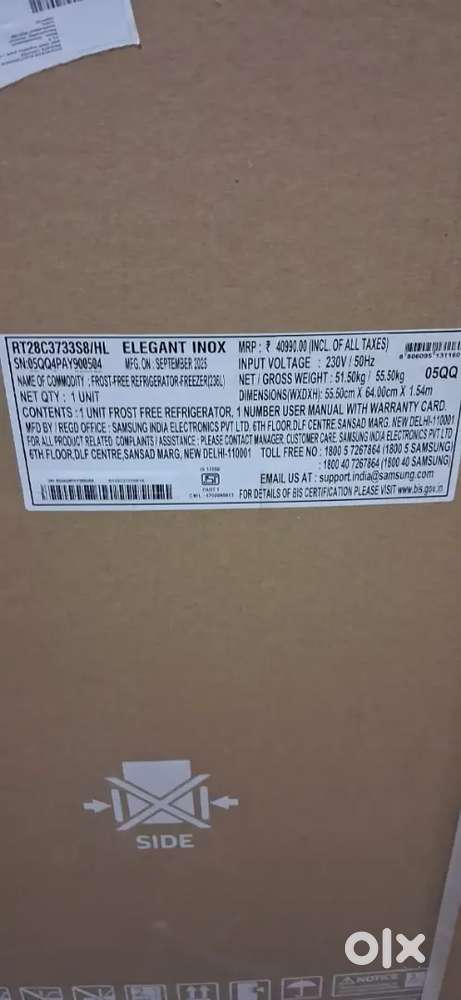 RT28C3733S8/HL ELEGANT INOX
SN:05QQ4PAY900504 MFG.ON : SEPTEMBER 2025
NAME OF COMMODITY : FROST-FREE REFRIGERATOR-FREEZER(236L)
NET QTY : 1 UNIT
MRP : ₹ 40990.00 (INCL. OF ALL TAXES)
INPUT VOLTAGE : 230V / 50Hz
NET / GROSS WEIGHT : 51.50kg / 55.50kg
DIMENSIONS(WXDXH) : 55.50cm X 64.00cm X 1.54m
8 806095 131160
05QQ
CONTENTS : 1 UNIT FROST FREE REFRIGERATOR, 1 NUMBER USER MANUAL WITH WARRANTY CARD.
MFD BY / REGD OFFICE : SAMSUNG INDIA ELECTRONICS PVT LTD. 6TH FLOOR,DLF CENTRE,SANSAD MARG, NEW DELHI-110001
FOR ALL PRODUCT RELATED COMPLAINTS / ASSISTANCE : PLEASE CONTACT MANAGER, CUSTOMER CARE, SAMSUNG INDIA ELECTRONICS PVT LTD
6TH FLOOR,DLF CENTRE,SANSAD MARG, NEW DELHI-110001 TOLL FREE NO : 1800 5 7267864 (1800 5 SAMSUNG)
1800 40 7267864 (1800 40 SAMSUNG)
EMAIL US AT : support.india@samsung.com
FOR DETAILS OF BIS CERTIFICATION PLEASE VISIT www.bis.gov.in
SIDE
olx
NOTICE